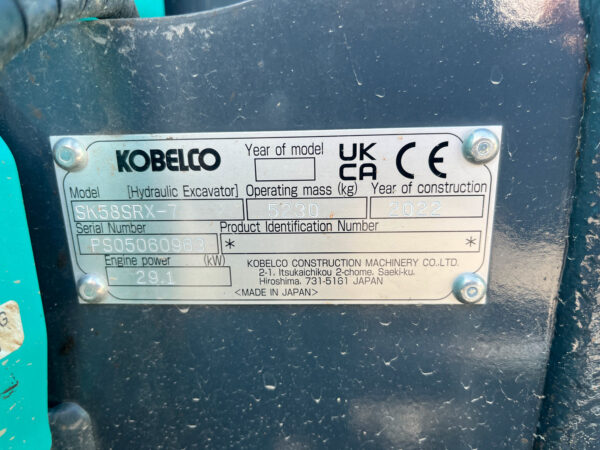 KOBELCO
Year of model
UK
CA
CE
Model [Hydraulic Excavator] Operating mass (kg) Year of construction
SK58SRX-7 5230 2022
Serial Number Product Identification Number
* *
Engine power (kW)
29.1
KOBELCO CONSTRUCTION MACHINERY CO.,LTD.
2-1, Itsukaichikou 2-chome, Saeki-ku,
Hiroshima, 731-5161 JAPAN
<MADE IN JAPAN>
G